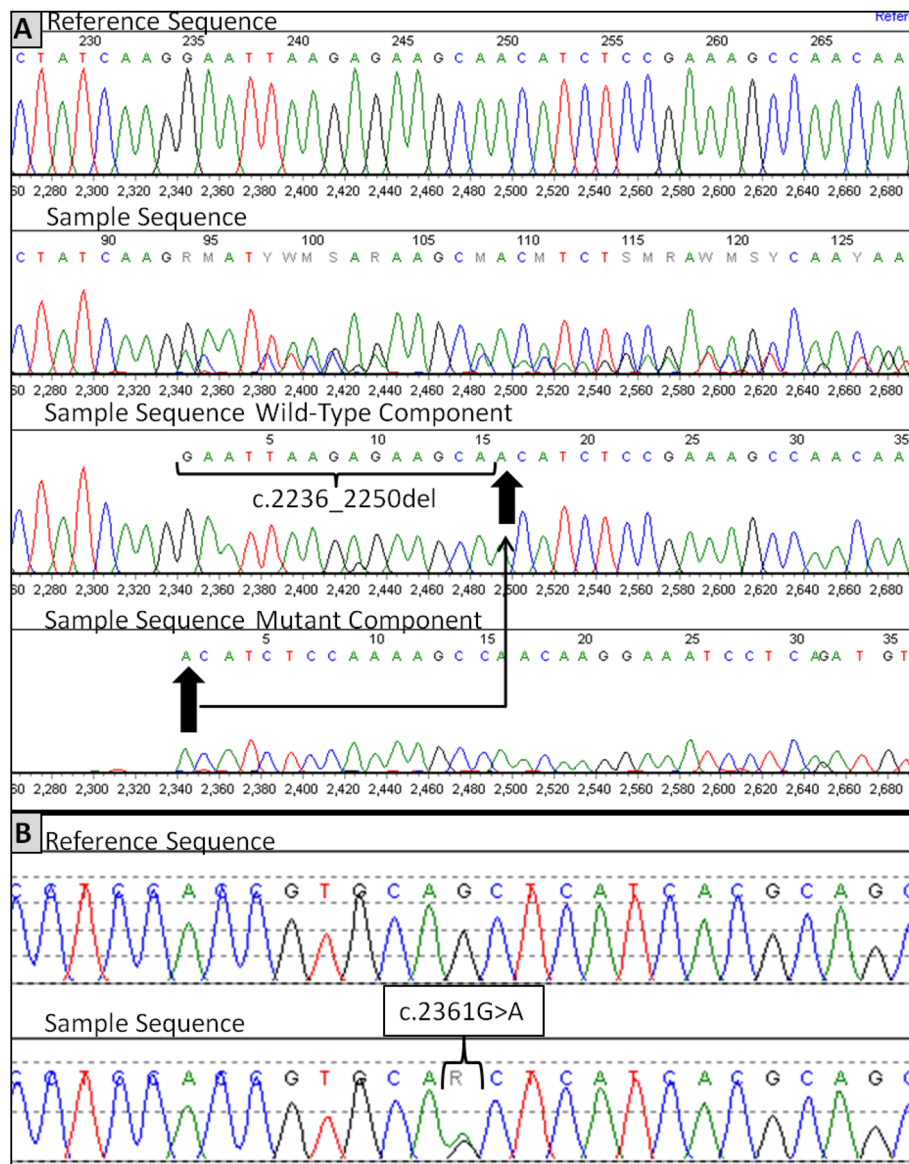 A Reference Sequence Refer
230 235 240 245 250 255 260 265
C T A T C A A G G A A T T A A G A G A A G C A A C A T C T C C G A A A G C C A A C A A
60 2,280 2,300 2,320 2,340 2,360 2,380 2,400 2,420 2,440 2,460 2,480 2,500 2,520 2,540 2,560 2,580 2,600 2,620 2,640 2,660 2,680
Sample Sequence
90 95 100 105 110 115 120 125
C T A T C A A G R M A T Y W M S A R A A G C M A C M T C T S M R A W M S Y C A A Y A A
60 2,280 2,300 2,320 2,340 2,360 2,380 2,400 2,420 2,440 2,460 2,480 2,500 2,520 2,540 2,560 2,580 2,600 2,620 2,640 2,660 2,680
Sample Sequence Wild-Type Component
5 10 15 20 25 30 35
G A A T T A A G A G A A G C A A C A T C T C C G A A A G C C A A C A A
c.2236_2250del
60 2,280 2,300 2,320 2,340 2,360 2,380 2,400 2,420 2,440 2,460 2,480 2,500 2,520 2,540 2,560 2,580 2,600 2,620 2,640 2,660 2,680
Sample Sequence Mutant Component
5 10 15 20 25 30 35
A C A T C T C C A A A A G C C A A C A A G G A A A T C C T C A G A T G T
60 2,280 2,300 2,320 2,340 2,360 2,380 2,400 2,420 2,440 2,460 2,480 2,500 2,520 2,540 2,560 2,580 2,600 2,620 2,640 2,660 2,680
B Reference Sequence
C C T C C A C C G T G C A G C T C A T C A C G C A G C
c.2361G>A
Sample Sequence
C C T C C A C C G T G C A R C T C A T C A C G C A G C